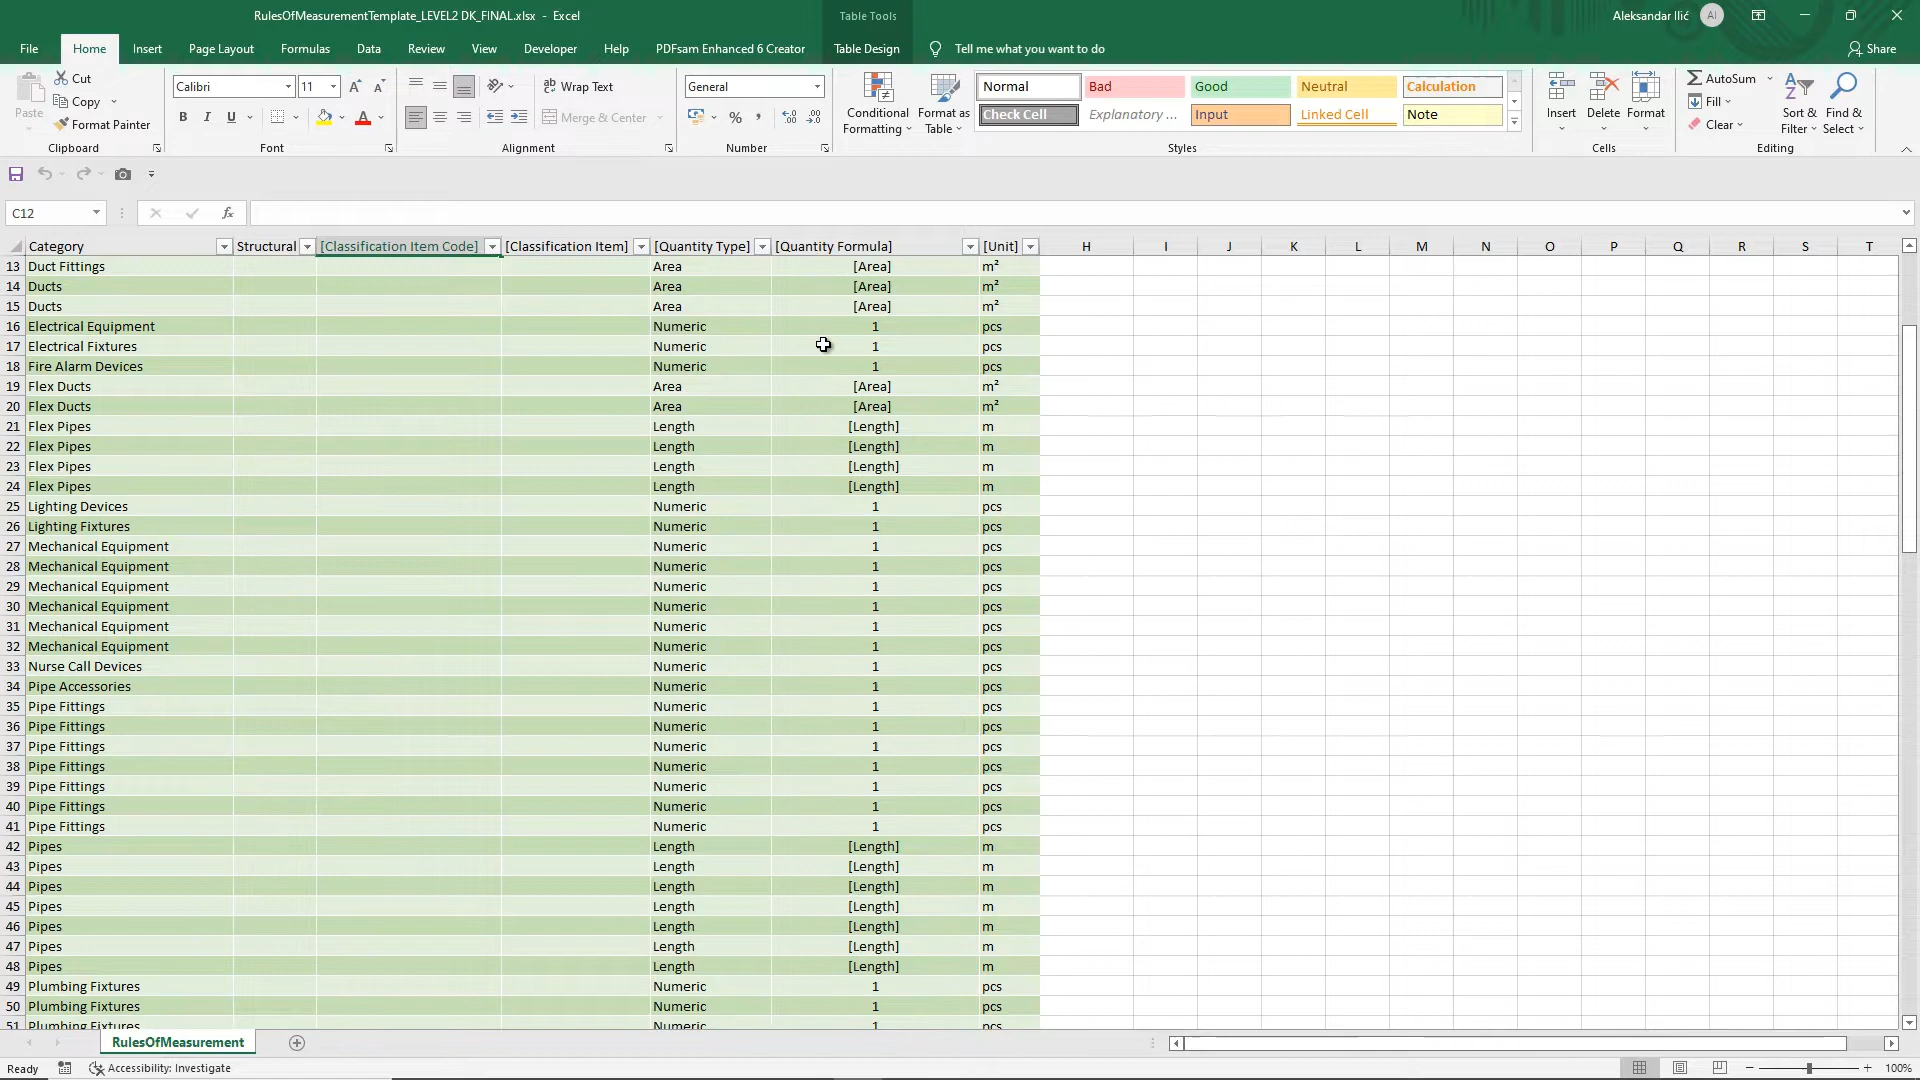 RulesOfMeasurementTemplate_LEVEL2 DK_FINAL.xlsx - Excel
Table Tools
Aleksandar Ilić
AI
File Home Insert Page Layout Formulas Data Review View Developer Help PDFsam Enhanced 6 Creator Table Design Tell me what you want to do Share
Paste
Cut
Copy
Format Painter
Clipboard
Calibri 11
B I U
Font
Wrap Text
Merge & Center
Alignment
General
Number
Conditional Formatting
Format as Table
Normal Bad Good Neutral Calculation
Check Cell Explanatory ... Input Linked Cell Note
Styles
Insert Delete Format
Cells
AutoSum
Fill
Clear
Sort & Filter
Find & Select
Editing
C12 fx
Category Structural [Classification Item Code] [Classification Item] [Quantity Type] [Quantity Formula] [Unit] H I J K L M N O P Q R S T
13 Duct Fittings Area [Area] m²
14 Ducts Area [Area] m²
15 Ducts Area [Area] m²
16 Electrical Equipment Numeric 1 pcs
17 Electrical Fixtures Numeric 1 pcs
18 Fire Alarm Devices Numeric 1 pcs
19 Flex Ducts Area [Area] m²
20 Flex Ducts Area [Area] m²
21 Flex Pipes Length [Length] m
22 Flex Pipes Length [Length] m
23 Flex Pipes Length [Length] m
24 Flex Pipes Length [Length] m
25 Lighting Devices Numeric 1 pcs
26 Lighting Fixtures Numeric 1 pcs
27 Mechanical Equipment Numeric 1 pcs
28 Mechanical Equipment Numeric 1 pcs
29 Mechanical Equipment Numeric 1 pcs
30 Mechanical Equipment Numeric 1 pcs
31 Mechanical Equipment Numeric 1 pcs
32 Mechanical Equipment Numeric 1 pcs
33 Nurse Call Devices Numeric 1 pcs
34 Pipe Accessories Numeric 1 pcs
35 Pipe Fittings Numeric 1 pcs
36 Pipe Fittings Numeric 1 pcs
37 Pipe Fittings Numeric 1 pcs
38 Pipe Fittings Numeric 1 pcs
39 Pipe Fittings Numeric 1 pcs
40 Pipe Fittings Numeric 1 pcs
41 Pipe Fittings Numeric 1 pcs
42 Pipes Length [Length] m
43 Pipes Length [Length] m
44 Pipes Length [Length] m
45 Pipes Length [Length] m
46 Pipes Length [Length] m
47 Pipes Length [Length] m
48 Pipes Length [Length] m
49 Plumbing Fixtures Numeric 1 pcs
50 Plumbing Fixtures Numeric 1 pcs
51 Plumbing Fixtures Numeric 1 pcs
RulesOfMeasurement
Ready Accessibility: Investigate 100%